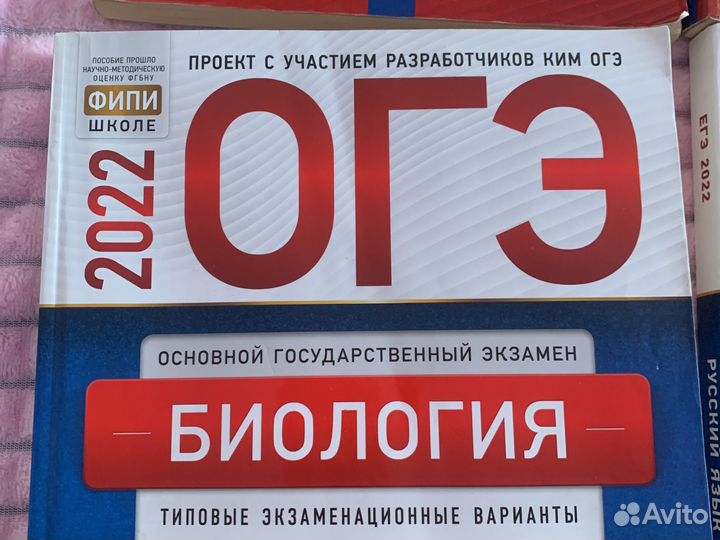 ПОСОБИЕ ПРОШЛО
НАУЧНО-МЕТОДИЧЕСКУЮ
ОЦЕНКУ ФГБНУ
ФИПИ
ШКОЛЕ
ПРОЕКТ С УЧАСТИЕМ РАЗРАБОТЧИКОВ КИМ ОГЭ
2022
ОГЭ
ОСНОВНОЙ ГОСУДАРСТВЕННЫЙ ЭКЗАМЕН
БИОЛОГИЯ
ТИПОВЫЕ ЭКЗАМЕНАЦИОННЫЕ ВАРИАНТЫ
ЕГЭ 2022
РУССКИЙ ЯЗЫК
Avito